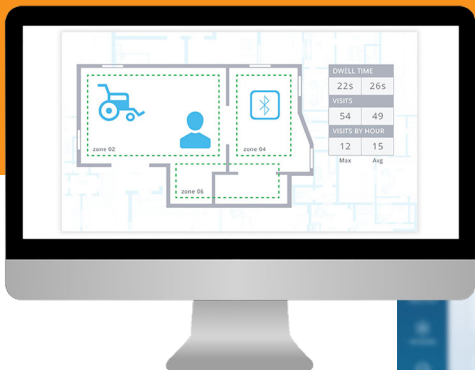 DWELL TIME
22s 26s
VISITS
54 49
VISITS BY HOUR
12 15
Max Avg
zone 02
zone 04
zone 06